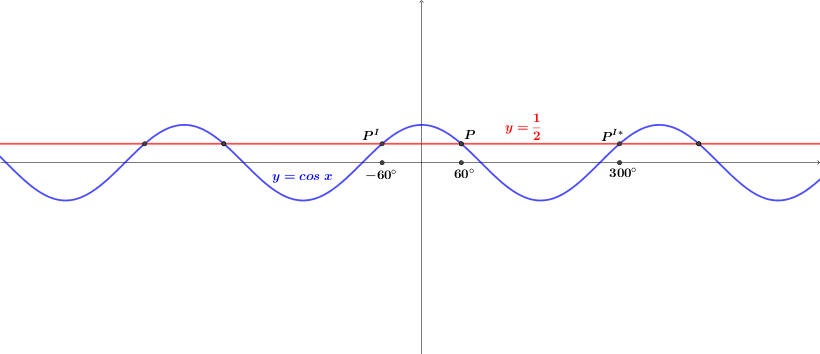 y = 1/2
P^I
P
P^I*
y = cos x
−60°
60°
300°